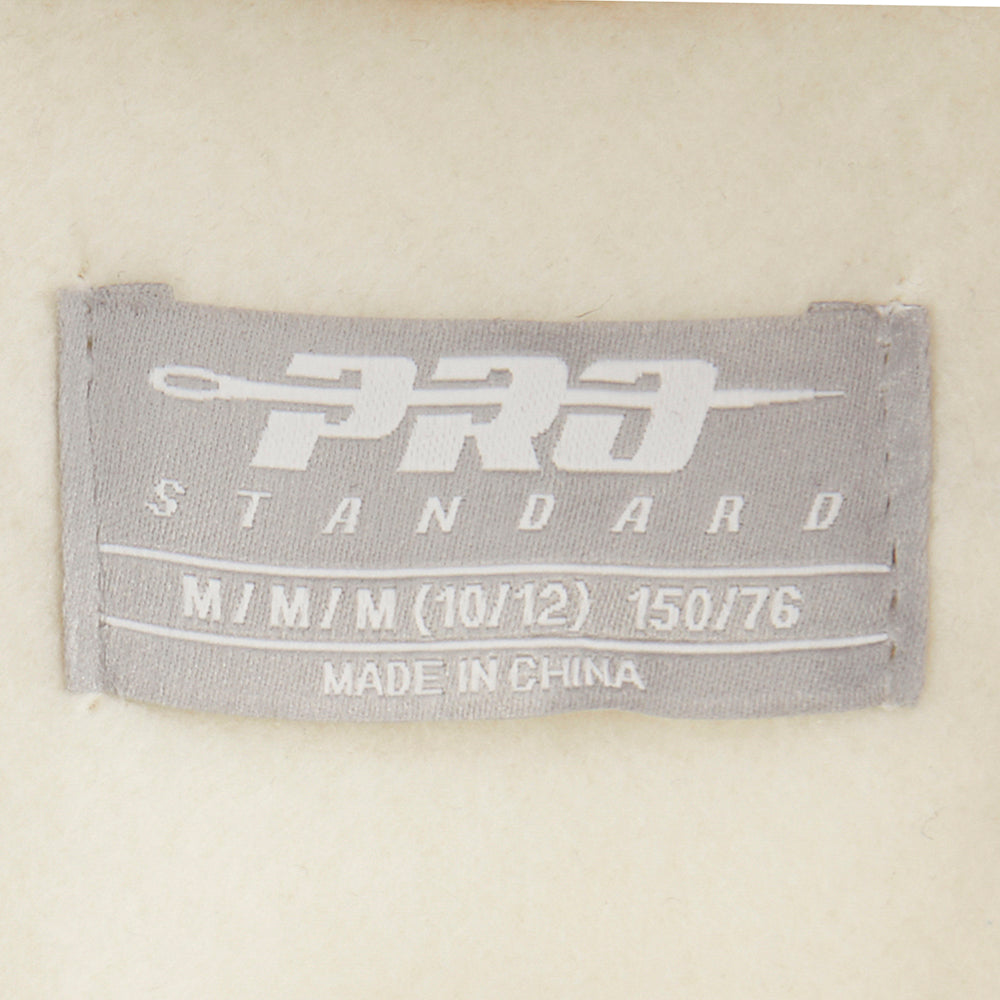 PRO
STANDARD
M/M/M (10/12) 150/76
MADE IN CHINA